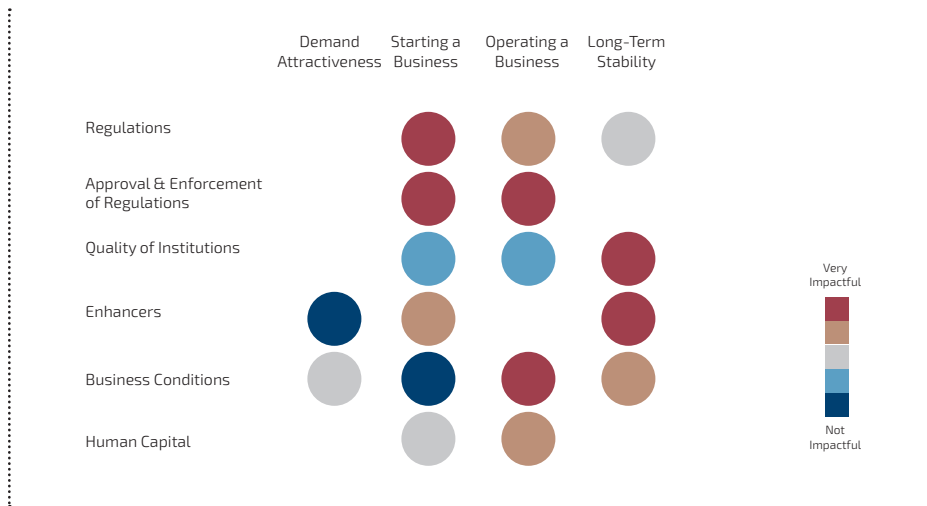 Demand
Attractiveness
Starting a
Business
Operating a
Business
Long-Term
Stability
Regulations
Approval & Enforcement
of Regulations
Quality of Institutions
Enhancers
Business Conditions
Human Capital
Very
Impactful
Not
Impactful